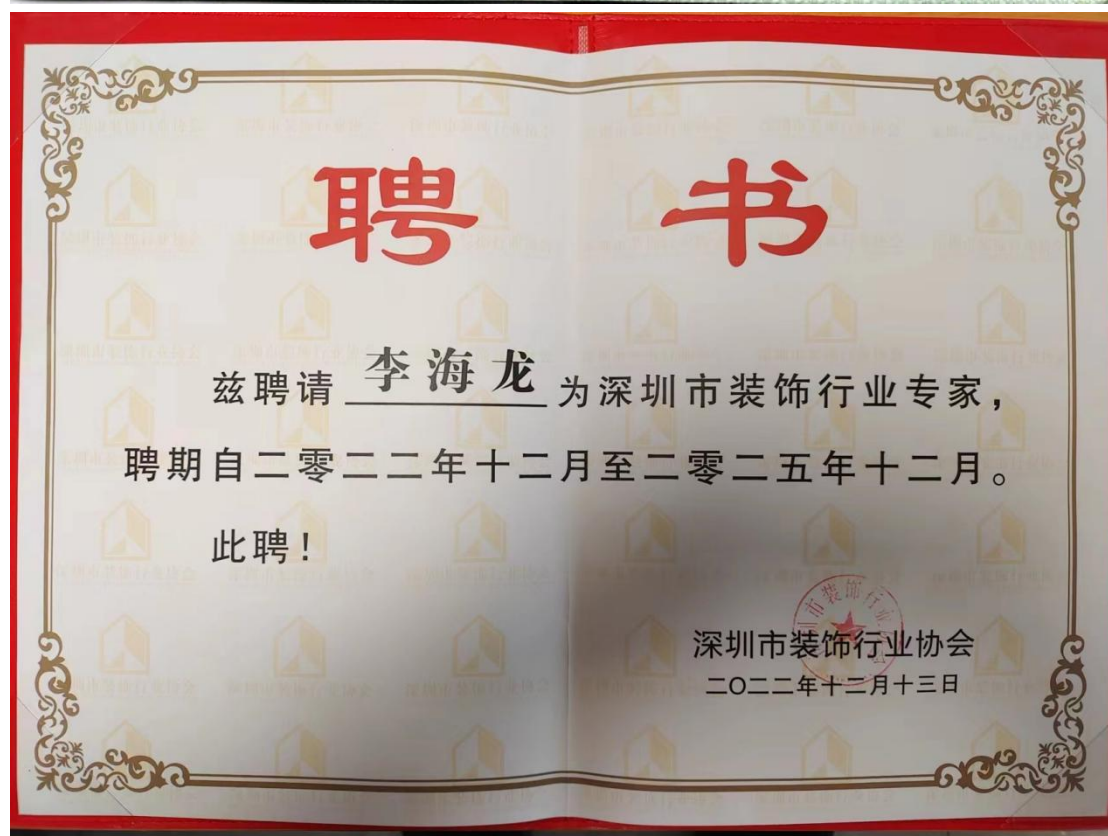 聘书
兹聘请 李海龙 为深圳市装饰行业专家，
聘期自二零二二年十二月至二零二五年十二月。
此聘！
深圳市装饰行业协会
二〇二二年十二月十三日